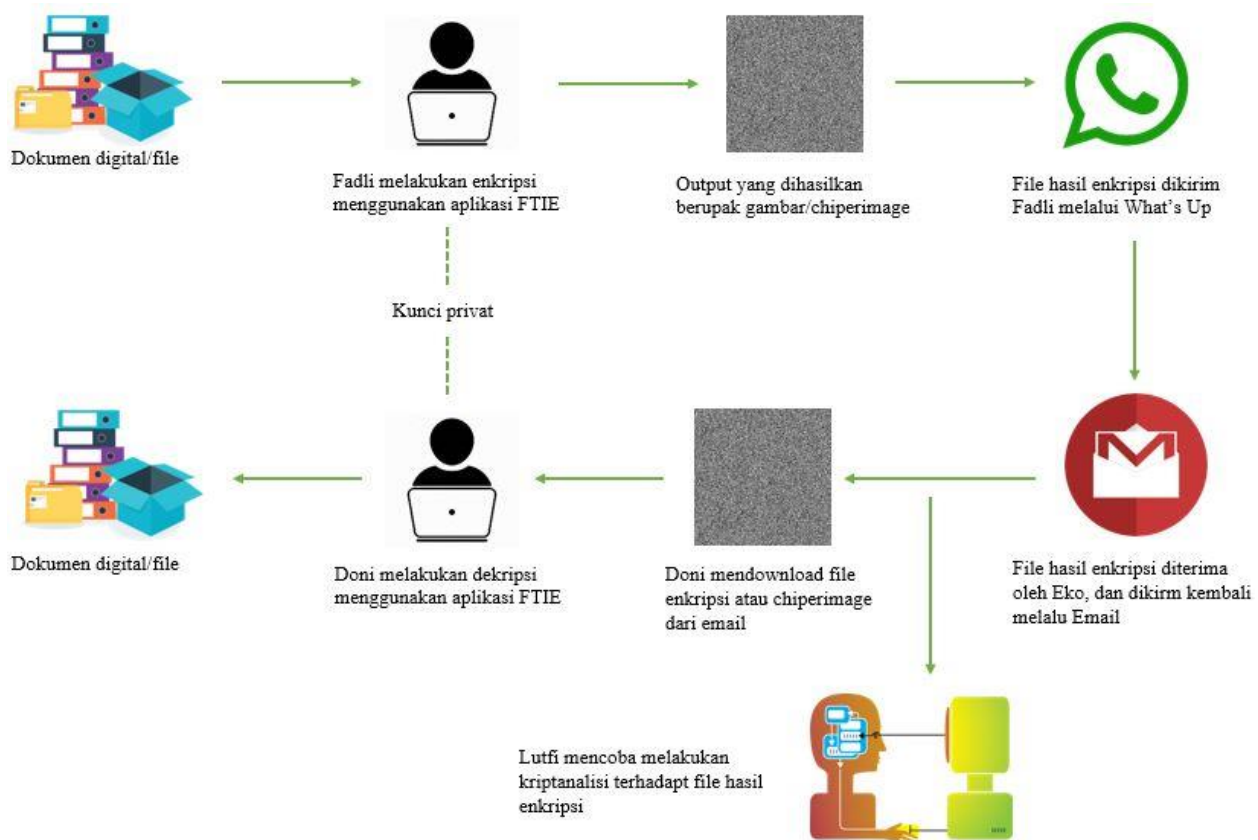 Dokumen digital/file
Fadli melakukan enkripsi
menggunakan aplikasi FTIE
Output yang dihasilkan
berupak gambar/chiperimage
File hasil enkripsi dikirim
Fadli melalui What’s Up
Kunci privat
Dokumen digital/file
Doni melakukan dekripsi
menggunakan aplikasi FTIE
Doni mendownload file
enkripsi atau chiperimage
dari email
File hasil enkripsi diterima
oleh Eko, dan dikirm kembali
melalu Email
Lutfi mencoba melakukan
kriptanalisi terhadapt file hasil
enkripsi